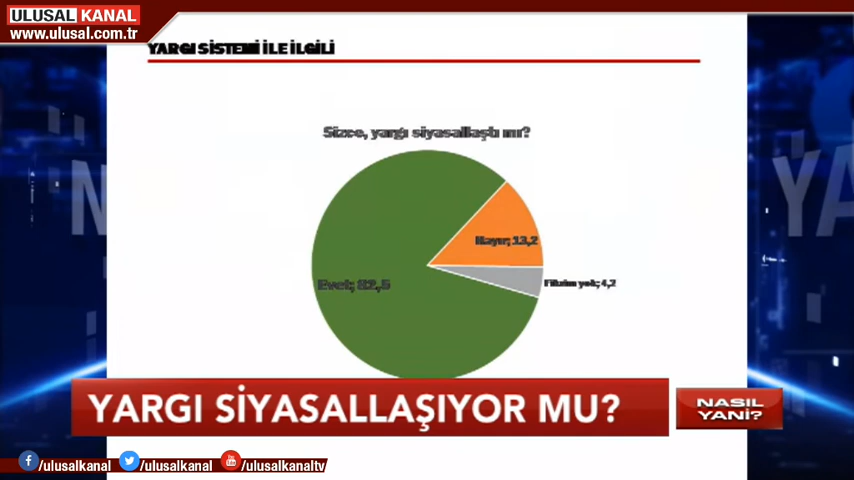 ULUSAL KANAL
www.ulusal.com.tr
YARGI SİSTEMİ İLE İLGİLİ
Sizce, yargı siyasallaştı mı?
Hayır; 13,2
Evet; 82,5
Fikrim yok; 4,2
YARGI SİYASALLAŞIYOR MU?
NASIL
YANİ?
/ulusalkanal
/ulusalkanal
/ulusalkanaltv